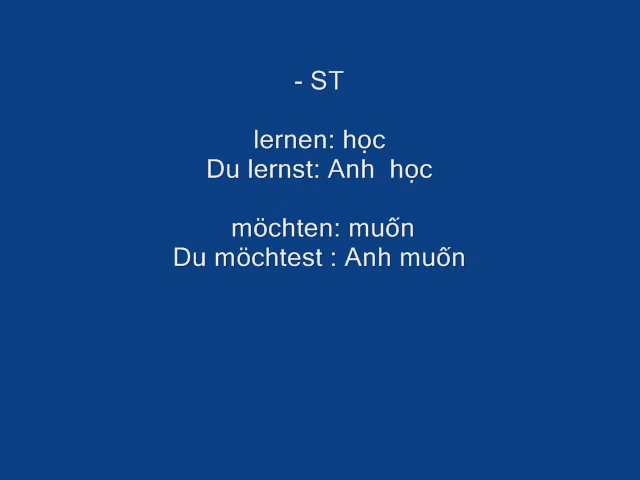 - ST
lernen: học
Du lernst: Anh  học
möchten: muốn
Du möchtest : Anh muốn